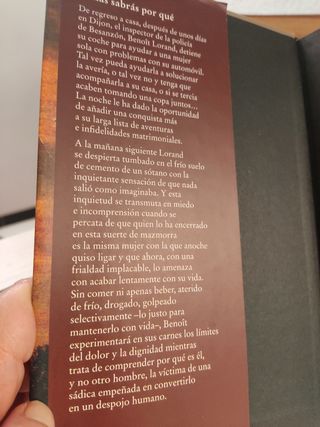 ás sabrás por qué
De regreso a casa, después de unos días
en Dijon, el inspector de la policía
de Besanzón, Benoît Lorand, detiene
su coche para ayudar a una mujer
sola con problemas con su automóvil.
Tal vez pueda ayudarla a solucionar
la avería, o tal vez no y tenga que
acompañarla a su casa, o si se tercia
acaben tomando una copa juntos...
La noche le ha dado la oportunidad
de añadir una conquista más
a su larga lista de aventuras
e infidelidades matrimoniales.
A la mañana siguiente Lorand
se despierta tumbado en el frío suelo
de cemento de un sótano con la
inquietante sensación de que nada
salió como imaginaba. Y esta
inquietud se transmuta en miedo
e incomprensión cuando se
percata de que quien lo ha encerrado
en esta suerte de mazmorra
es la misma mujer con la que anoche
quiso ligar y que ahora, con una
frialdad implacable, lo amenaza
con acabar lentamente con su vida.
Sin comer ni apenas beber, aterido
de frío, drogado, golpeado
selectivamente –lo justo para
mantenerlo con vida–, Benoît
experimentará en sus carnes los límites
del dolor y la dignidad mientras
trata de comprender por qué es él,
y no otro hombre, la víctima de una
sádica empeñada en convertirlo
en un despojo humano.